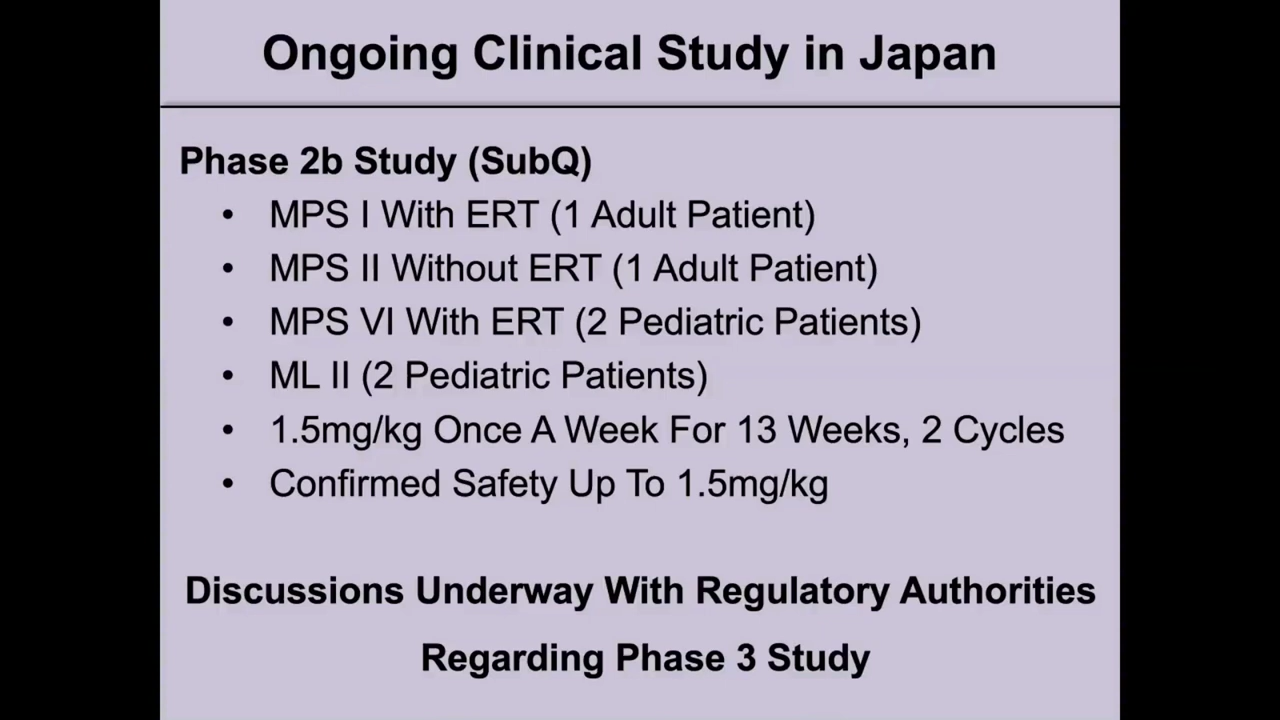 Ongoing Clinical Study in Japan
Phase 2b Study (SubQ)
• MPS I With ERT (1 Adult Patient)
• MPS II Without ERT (1 Adult Patient)
• MPS VI With ERT (2 Pediatric Patients)
• ML II (2 Pediatric Patients)
• 1.5mg/kg Once A Week For 13 Weeks, 2 Cycles
• Confirmed Safety Up To 1.5mg/kg
Discussions Underway With Regulatory Authorities
Regarding Phase 3 Study